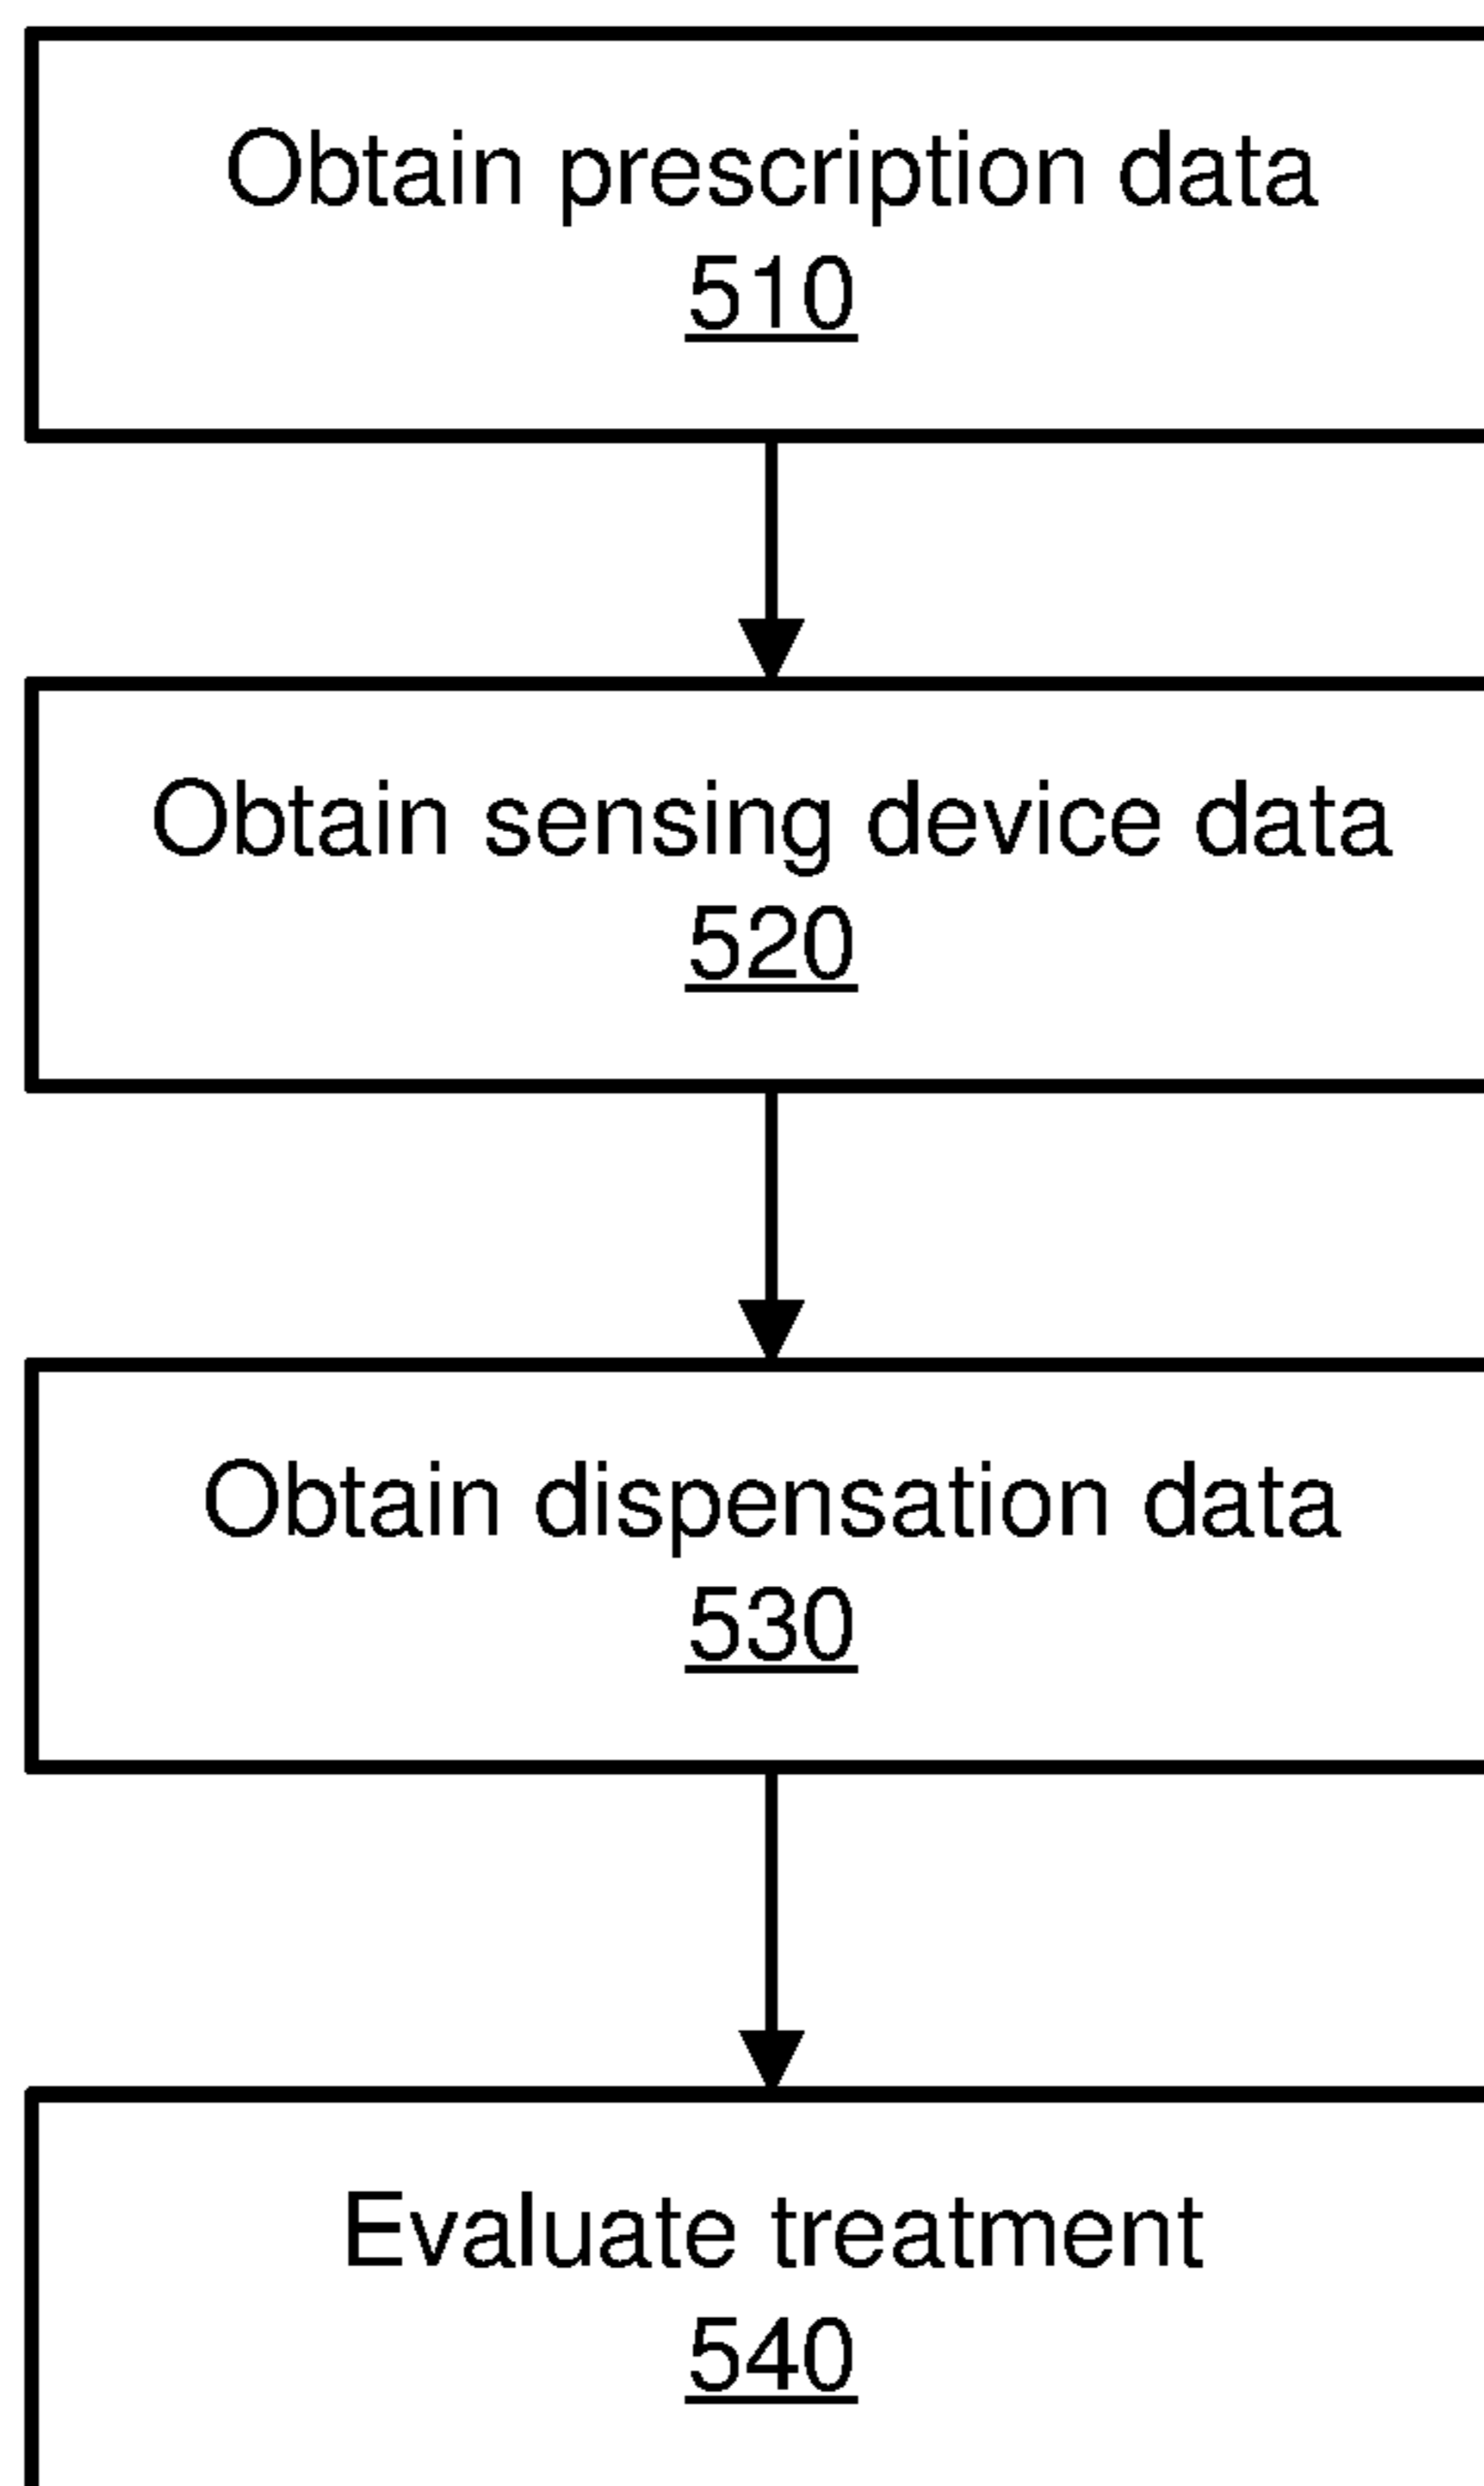 Obtain prescription data
510
Obtain sensing device data
520
Obtain dispensation data
530
Evaluate treatment
540